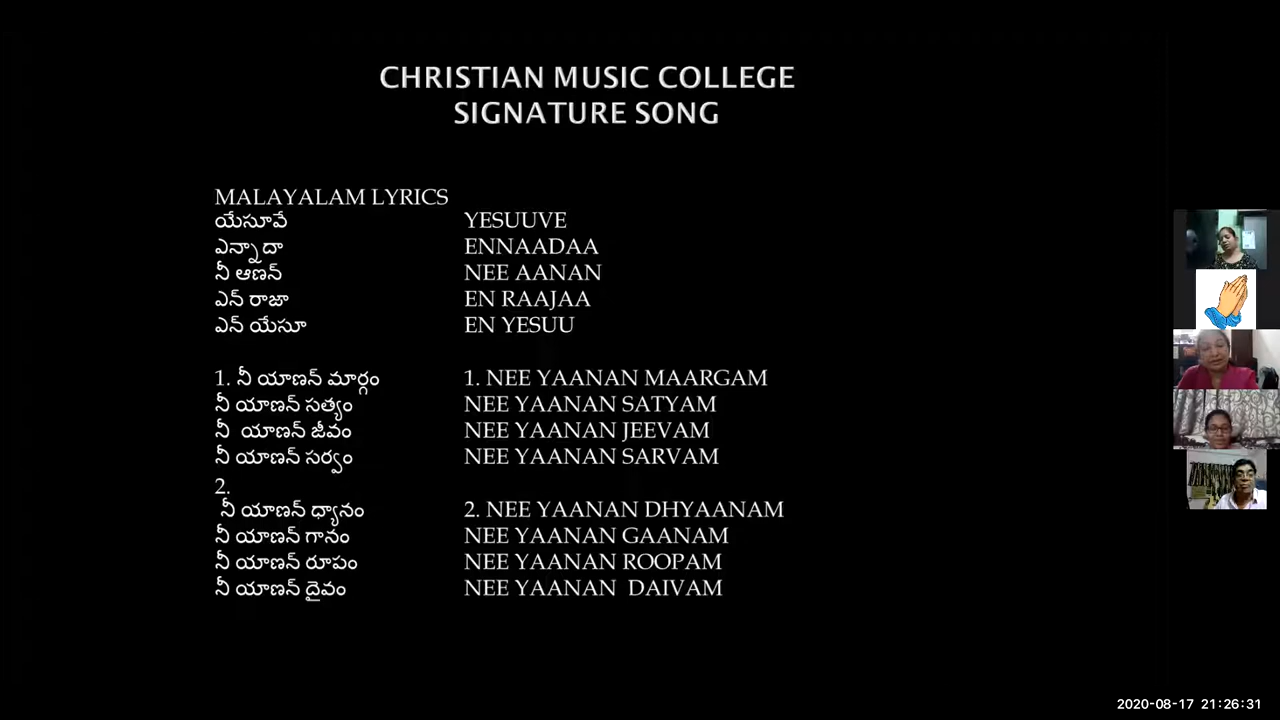 CHRISTIAN MUSIC COLLEGE
SIGNATURE SONG
MALAYALAM LYRICS
యేసూవే YESUUVE
ఎన్నాదా ENNAADAA
నీ ఆణన్ NEE AANAN
ఎన్ రాజా EN RAAJAA
ఎన్ యేసూ EN YESUU
1. నీ యాణన్ మార్గం 1. NEE YAANAN MAARGAM
నీ యాణన్ సత్యం NEE YAANAN SATYAM
నీ యాణన్ జీవం NEE YAANAN JEEVAM
నీ యాణన్ సర్వం NEE YAANAN SARVAM
2.
నీ యాణన్ ధ్యానం 2. NEE YAANAN DHYAANAM
నీ యాణన్ గానం NEE YAANAN GAANAM
నీ యాణన్ రూపం NEE YAANAN ROOPAM
నీ యాణన్ దైవం NEE YAANAN DAIVAM
2020-08-17 21:26:31